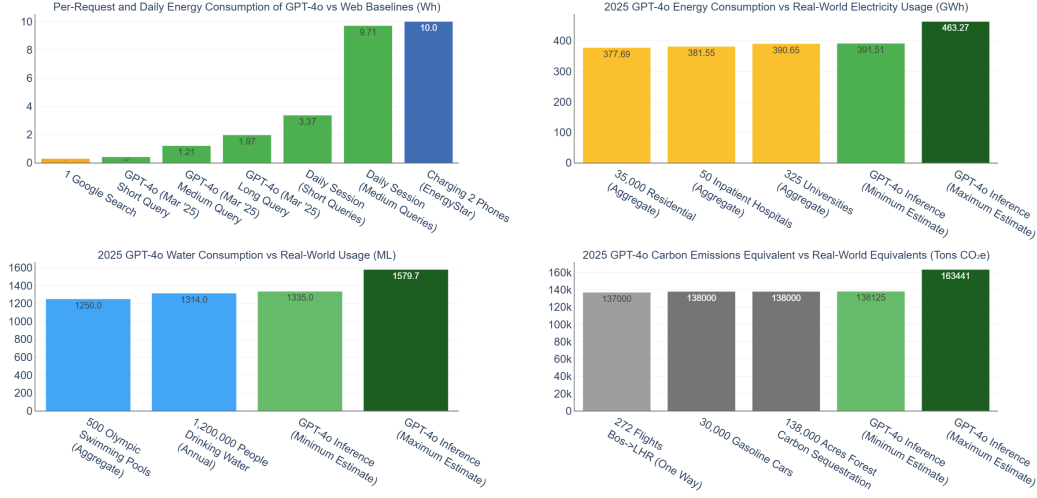 Per-Request and Daily Energy Consumption of GPT-4o vs Web Baselines (Wh)
10
8
6
4
2
0
1.21
1.97
3.37
9.71
10.0
1 Google Search
GPT-4o (Mar '25)
Short Query
GPT-4o (Mar '25)
Medium Query
GPT-4o (Mar '25)
Long Query
Daily Session
(Short Queries)
Daily Session
(Medium Queries)
Charging 2 Phones
(EnergyStar)
2025 GPT-4o Energy Consumption vs Real-World Electricity Usage (GWh)
400
300
200
100
0
377.69
381.55
390.65
391.51
463.27
35,000 Residential
(Aggregate)
50 Inpatient Hospitals
(Aggregate)
325 Universities
(Aggregate)
GPT-4o Inference
(Minimum Estimate)
GPT-4o Inference
(Maximum Estimate)
2025 GPT-4o Water Consumption vs Real-World Usage (ML)
1600
1400
1200
1000
800
600
400
200
0
1250.0
1314.0
1335.0
1579.7
500 Olympic
Swimming Pools
(Aggregate)
1,200,000 People
Drinking Water
(Annual)
GPT-4o Inference
(Minimum Estimate)
GPT-4o Inference
(Maximum Estimate)
2025 GPT-4o Carbon Emissions Equivalent vs Real-World Equivalents (Tons CO₂e)
160k
140k
120k
100k
80k
60k
40k
20k
0
137000
138000
138000
138125
163441
272 Flights
Bos->LHR (One Way)
30,000 Gasoline Cars
138,000 Acres Forest
Carbon Sequestration
GPT-4o Inference
(Minimum Estimate)
GPT-4o Inference
(Maximum Estimate)